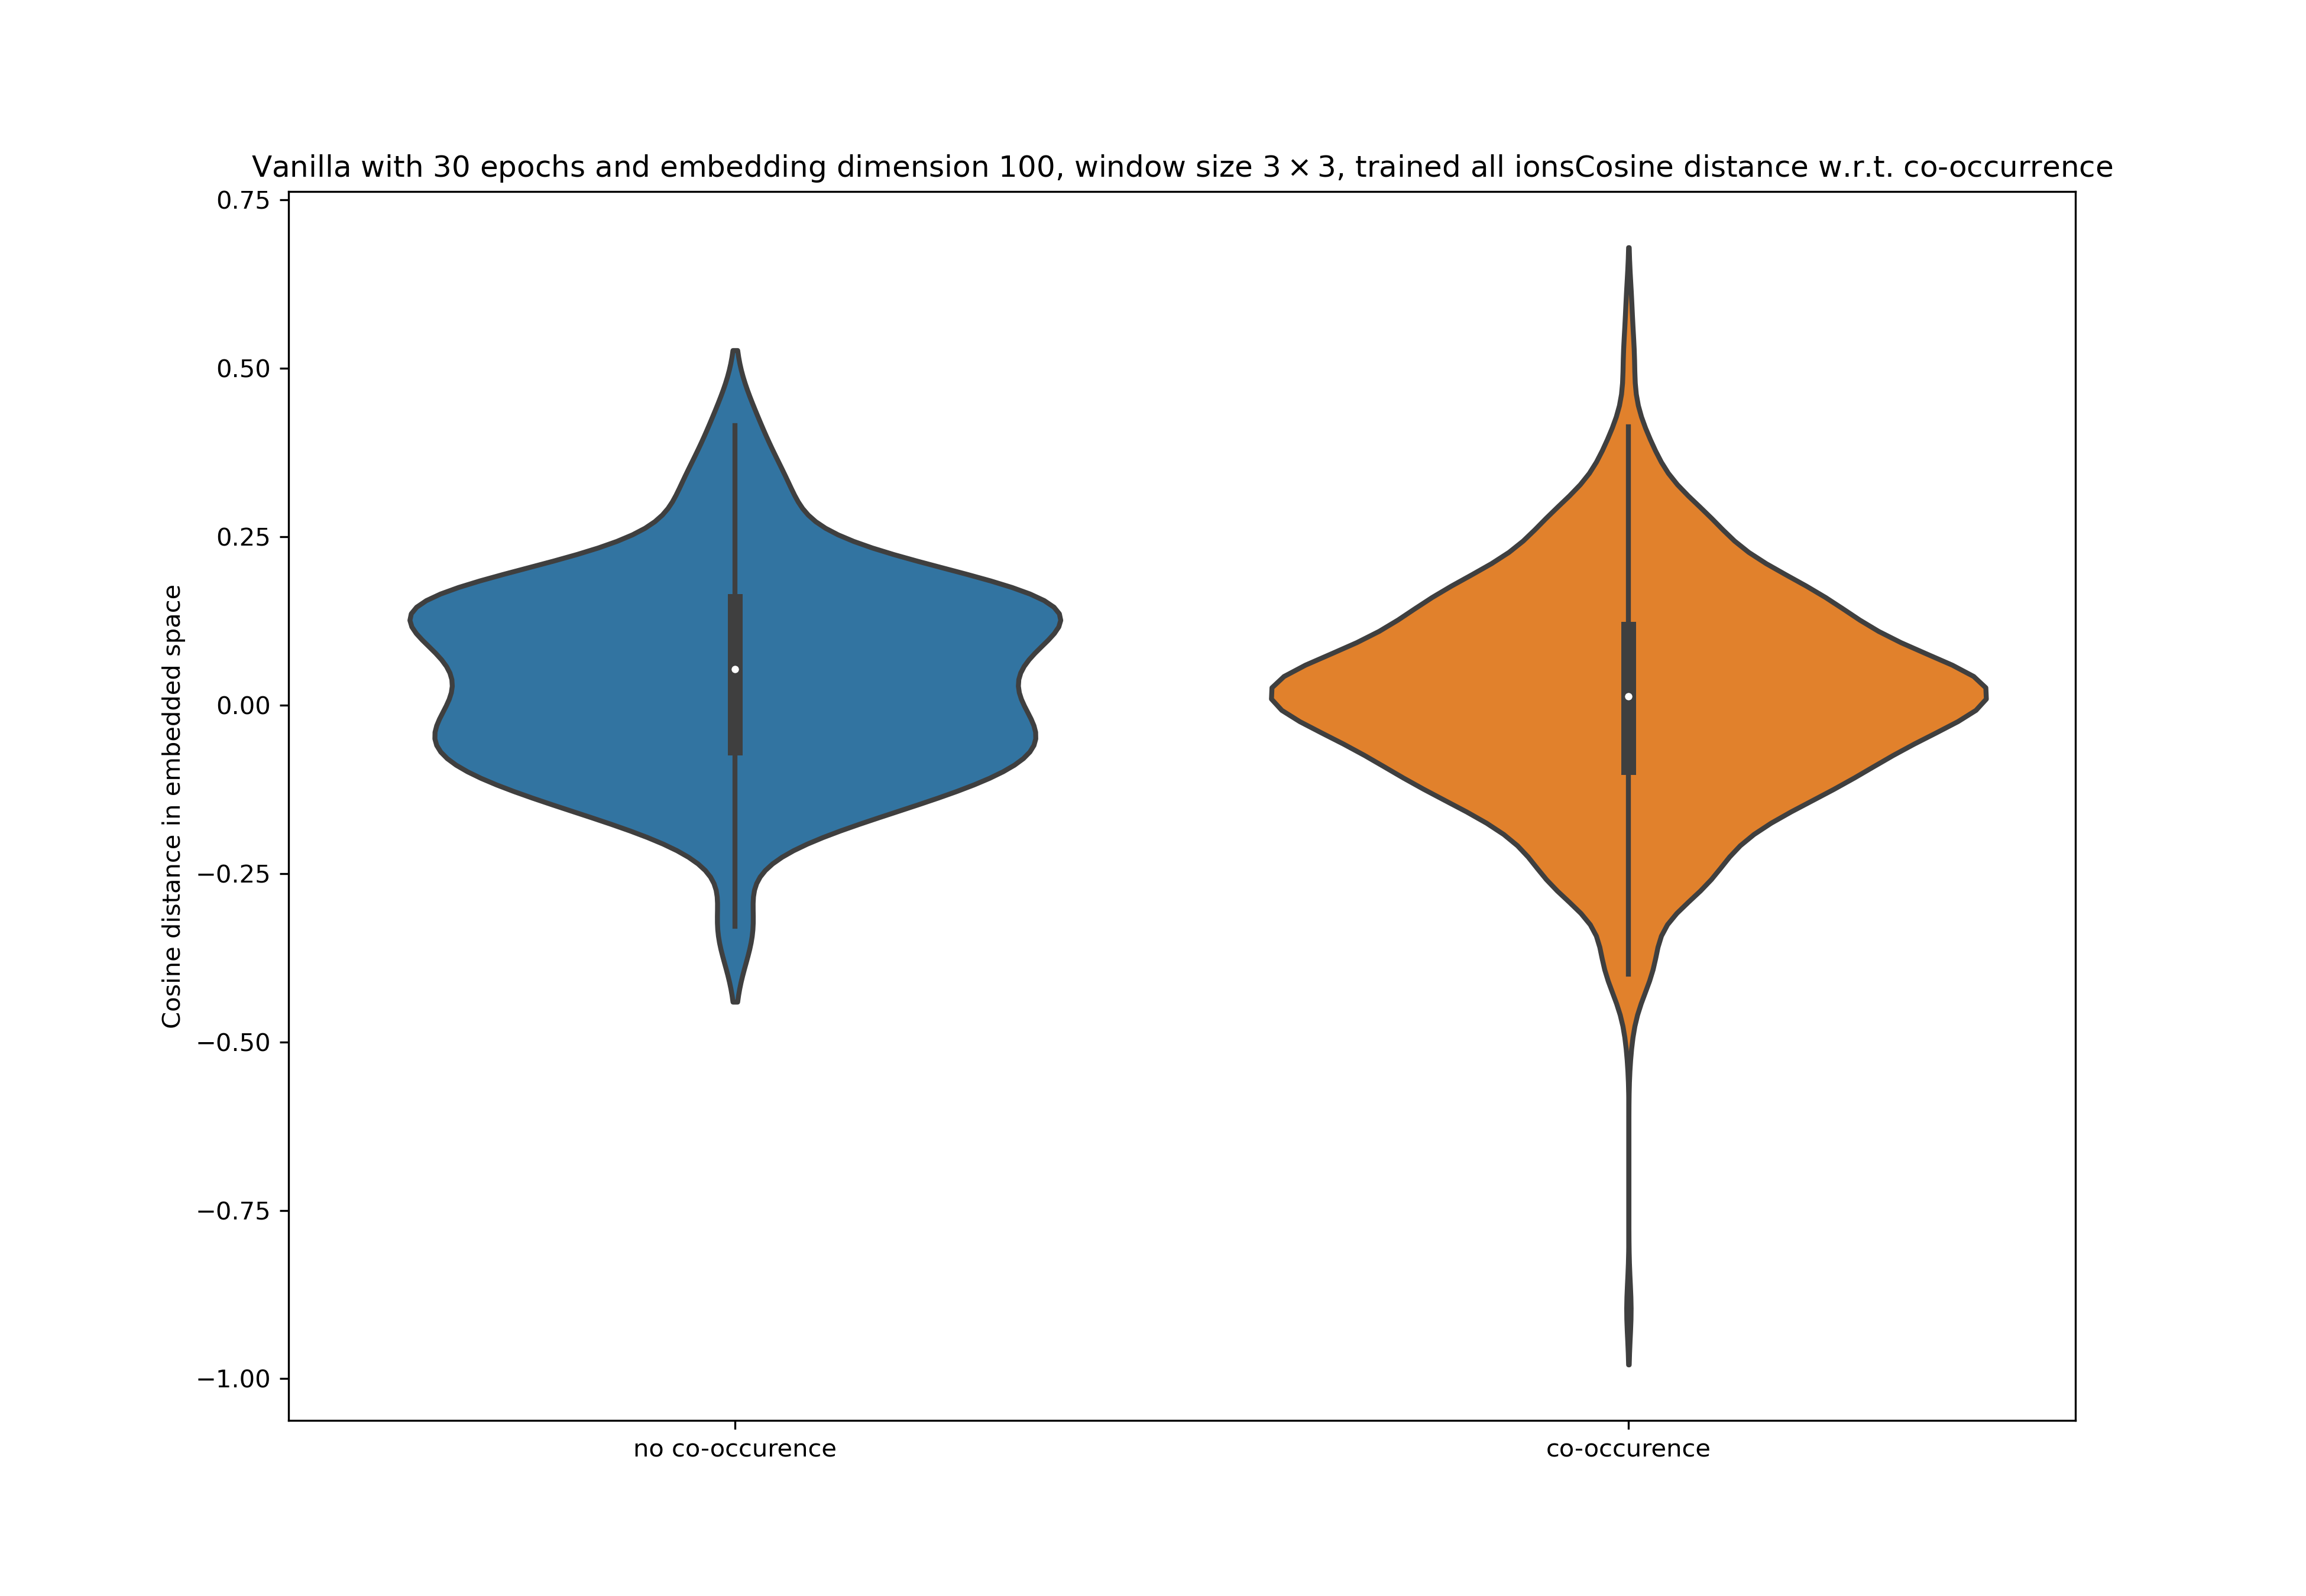 Vanilla with 30 epochs and embedding dimension 100, window size 3 × 3, trained all ionsCosine distance w.r.t. co-occurrence
0.75
0.50
0.25
0.00
−0.25
−0.50
−0.75
−1.00
Cosine distance in embedded space
no co-occurence
co-occurence